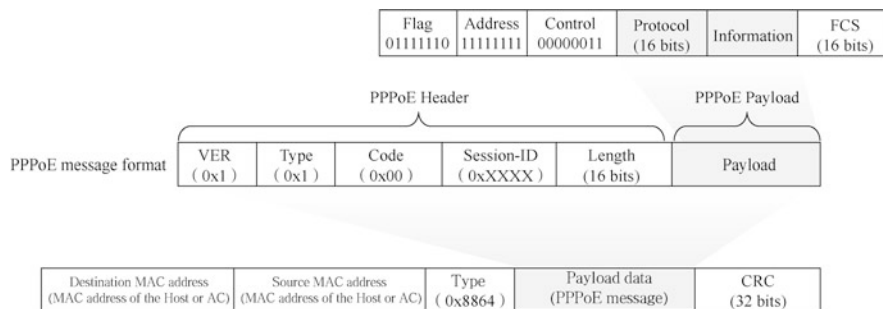 Flag Address Control Protocol Information FCS
01111110 11111111 00000011 (16 bits) (16 bits)
PPPoE Header PPPoE Payload
PPPoE message format VER Type Code Session-ID Length Payload
(0x1) (0x1) (0x00) (0xXXXX) (16 bits)
Destination MAC address Source MAC address Type Payload data CRC
(MAC address of the Host or AC) (MAC address of the Host or AC) (0x8864) (PPPoE message) (32 bits)